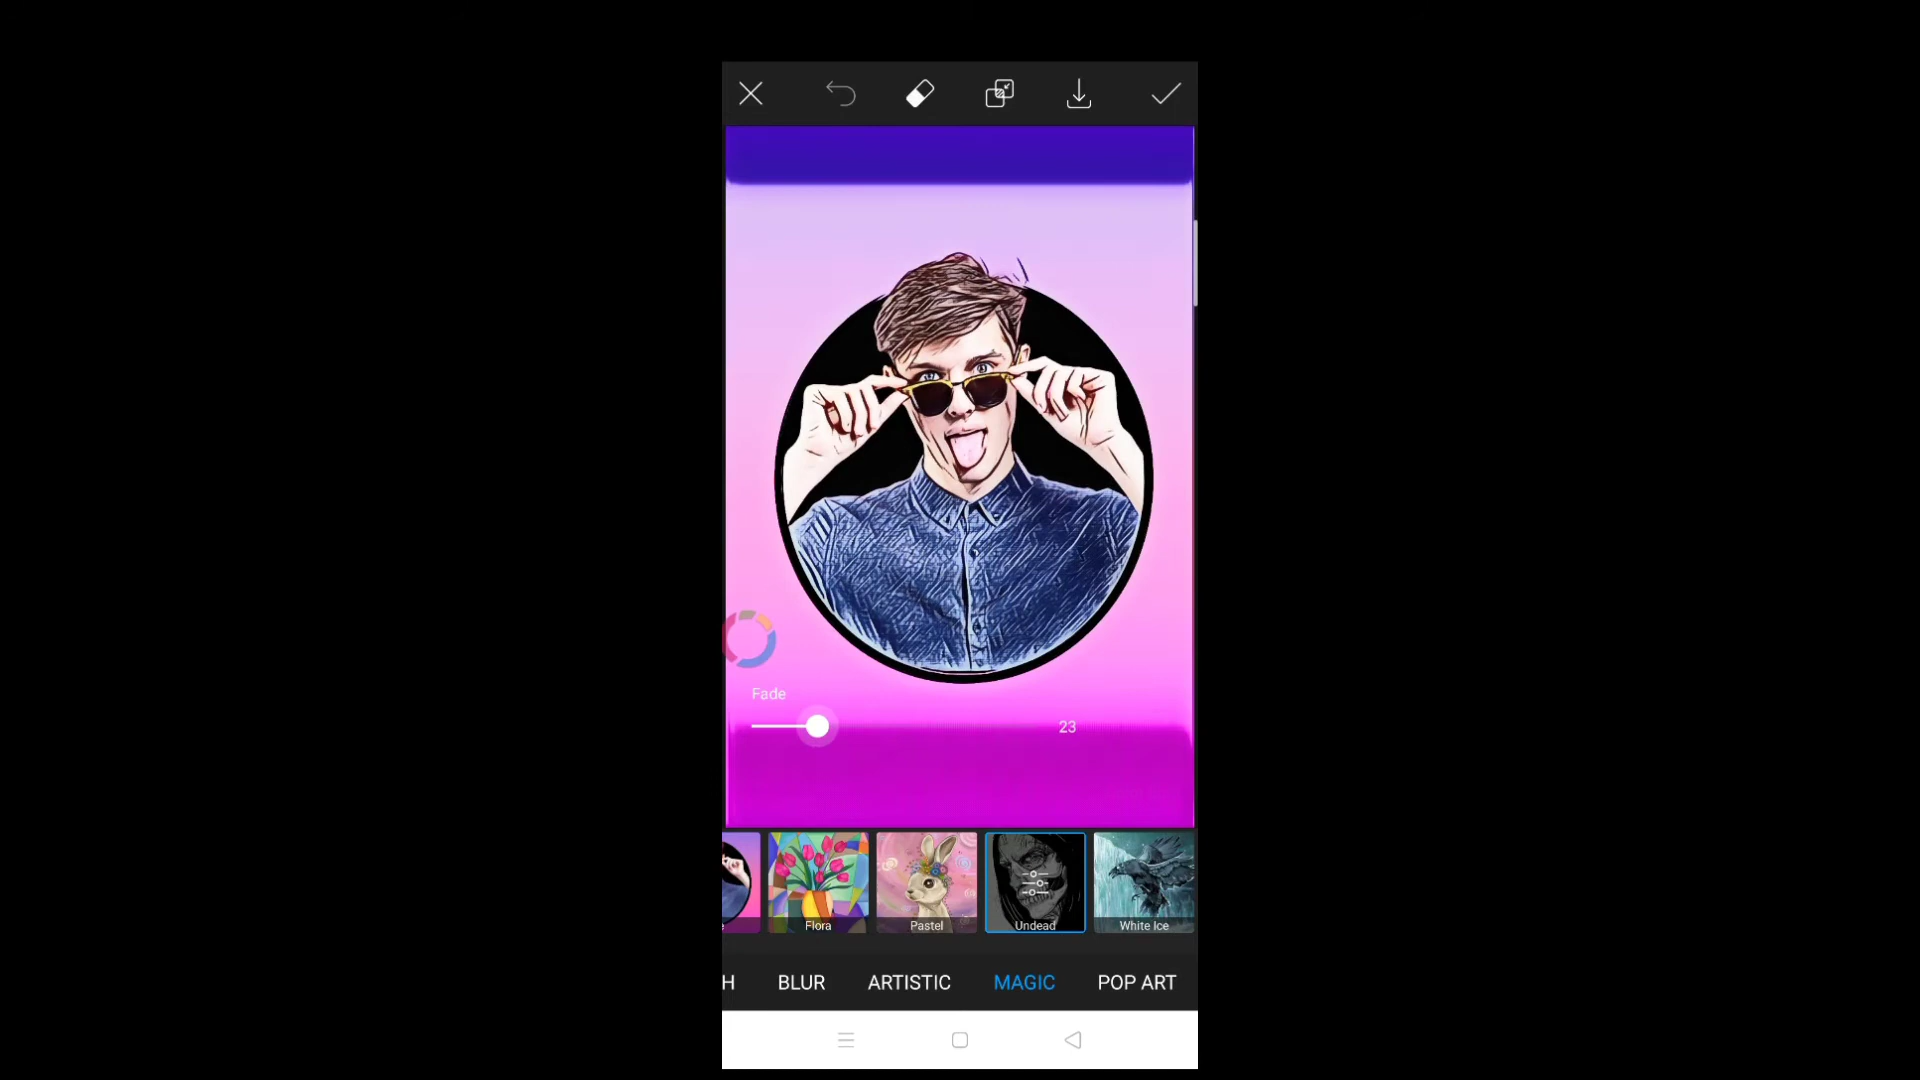 Fade
23
Flora
Pastel
Undead
White Ice
H
BLUR
ARTISTIC
MAGIC
POP ART